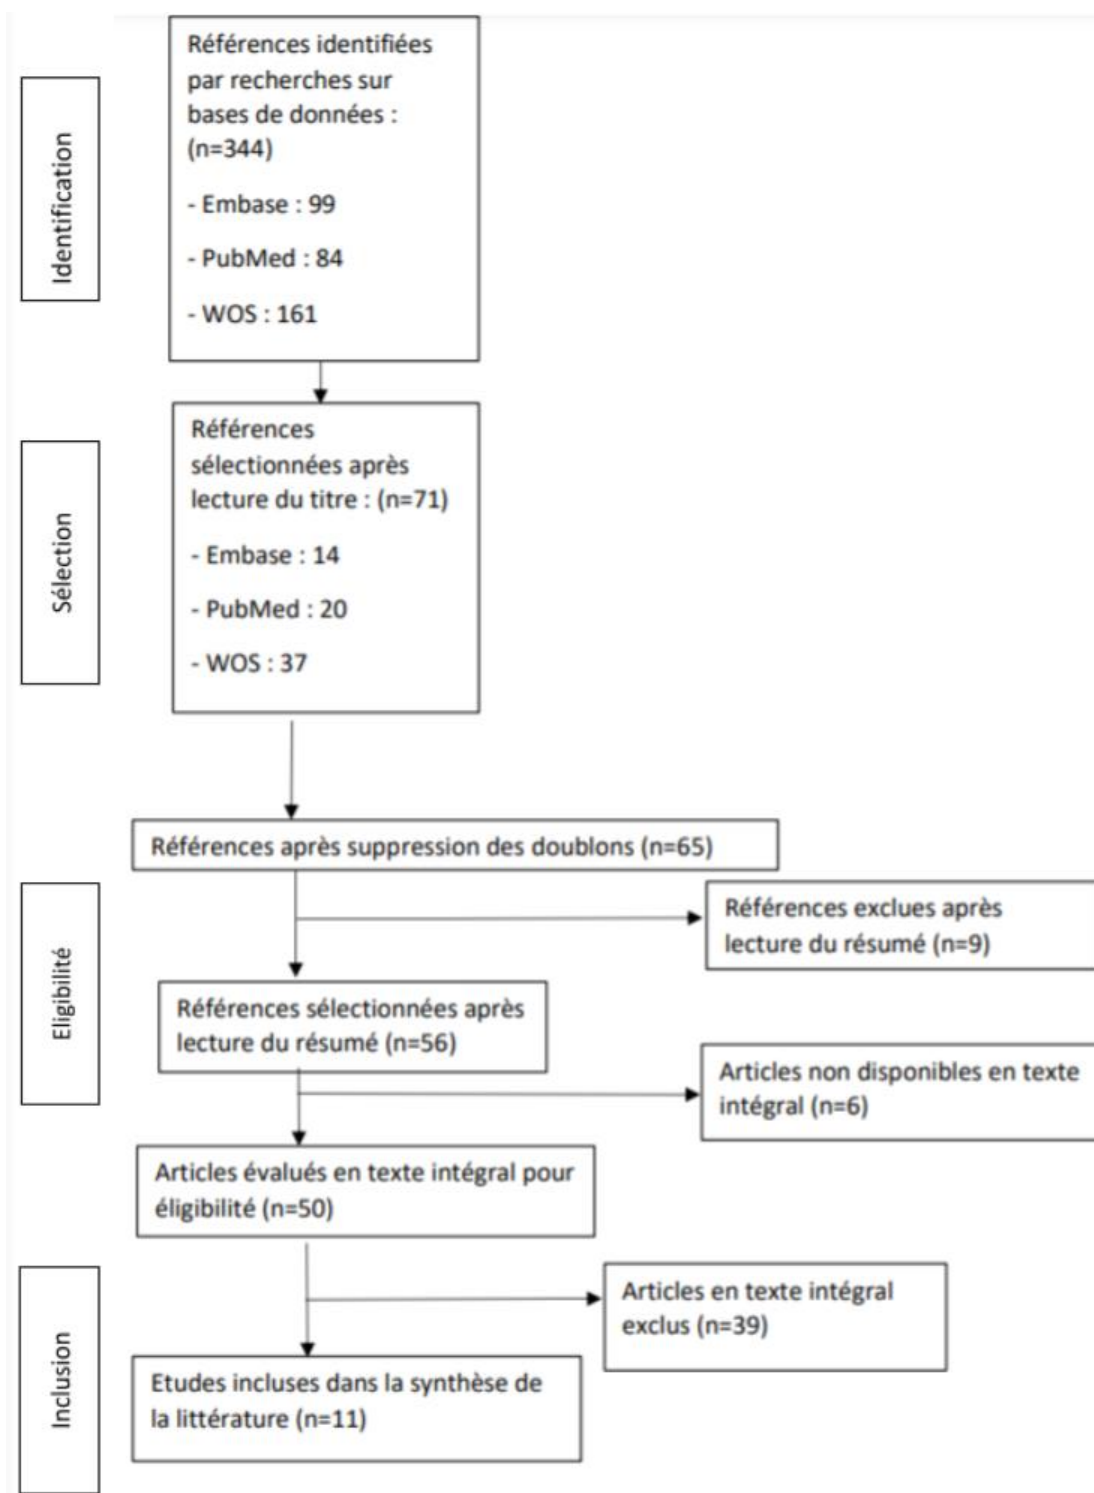 Identification
Références identifiées
par recherches sur
bases de données :
(n=344)
- Embase : 99
- PubMed : 84
- WOS : 161
Sélection
Références
sélectionnées après
lecture du titre : (n=71)
- Embase : 14
- PubMed : 20
- WOS : 37
Références après suppression des doublons (n=65)
Eligibilité
Références exclues après
lecture du résumé (n=9)
Références sélectionnées après
lecture du résumé (n=56)
Articles non disponibles en texte
intégral (n=6)
Articles évalués en texte intégral pour
éligibilité (n=50)
Inclusion
Articles en texte intégral
exclus (n=39)
Etudes incluses dans la synthèse de
la littérature (n=11)